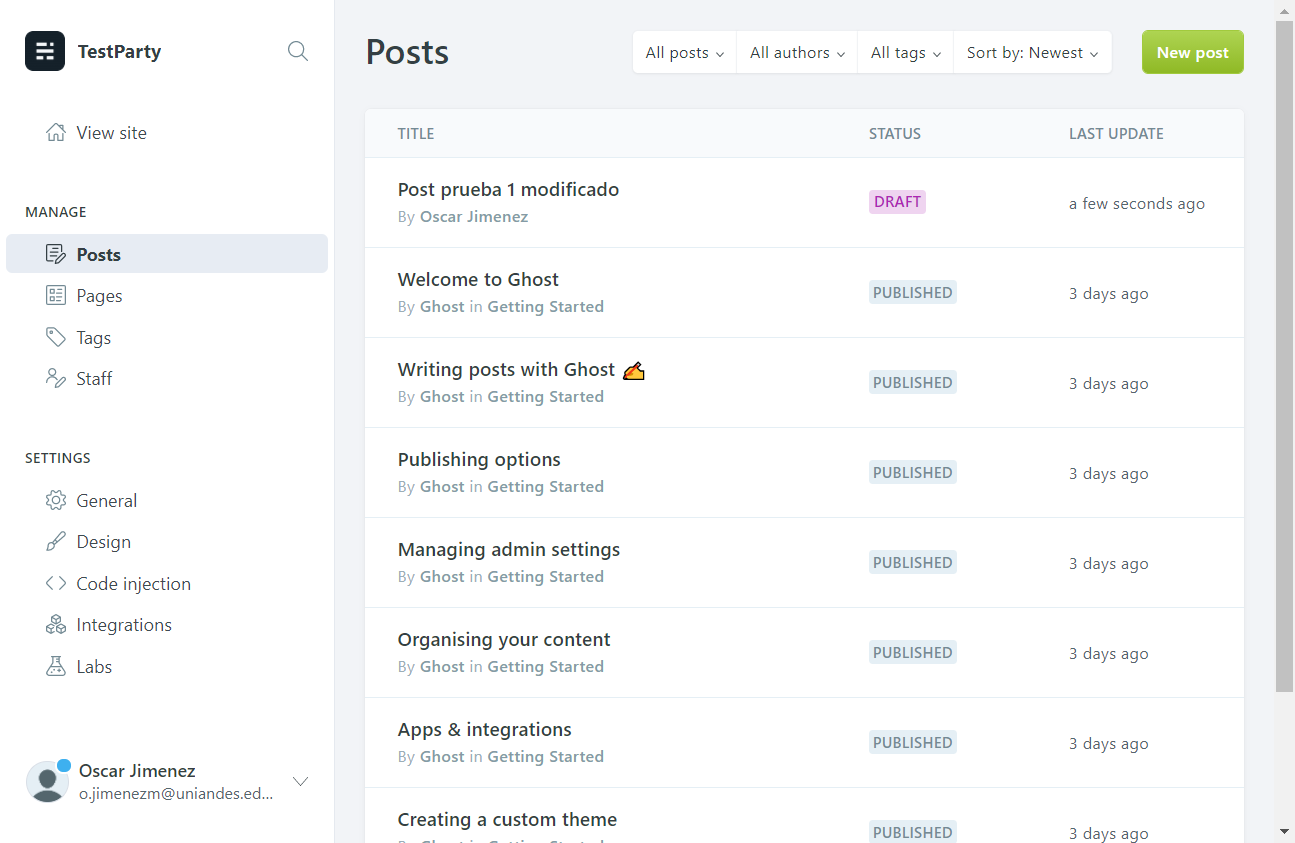 TestParty
View site
MANAGE
Posts
Pages
Tags
Staff
SETTINGS
General
Design
Code injection
Integrations
Labs
Oscar Jimenez
o.jimenezm@uniandes.ed...
Posts
All posts
All authors
All tags
Sort by: Newest
New post
TITLE STATUS LAST UPDATE
Post prueba 1 modificado
By Oscar Jimenez
DRAFT
a few seconds ago
Welcome to Ghost
By Ghost in Getting Started
PUBLISHED
3 days ago
Writing posts with Ghost ✍
By Ghost in Getting Started
PUBLISHED
3 days ago
Publishing options
By Ghost in Getting Started
PUBLISHED
3 days ago
Managing admin settings
By Ghost in Getting Started
PUBLISHED
3 days ago
Organising your content
By Ghost in Getting Started
PUBLISHED
3 days ago
Apps & integrations
By Ghost in Getting Started
PUBLISHED
3 days ago
Creating a custom theme
PUBLISHED
3 days ago